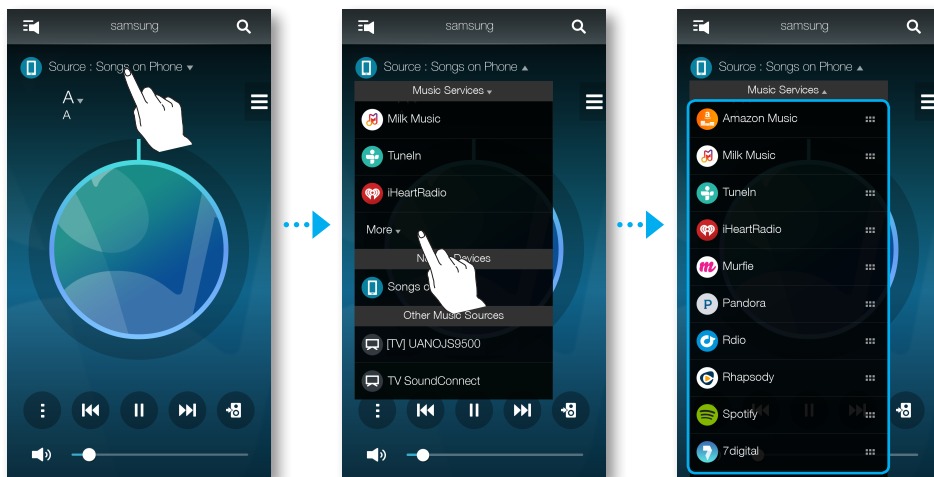 samsung
Source : Songs on Phone
A
A
samsung
Source : Songs on Phone
Music Services
Milk Music
TuneIn
iHeartRadio
More
Devices
Songs
Other Music Sources
[TV] UANOJS9500
TV SoundConnect
samsung
Source : Songs on Phone
Music Services
Amazon Music
Milk Music
TuneIn
iHeartRadio
Murfie
P Pandora
Rdio
Rhapsody
Spotify
7digital